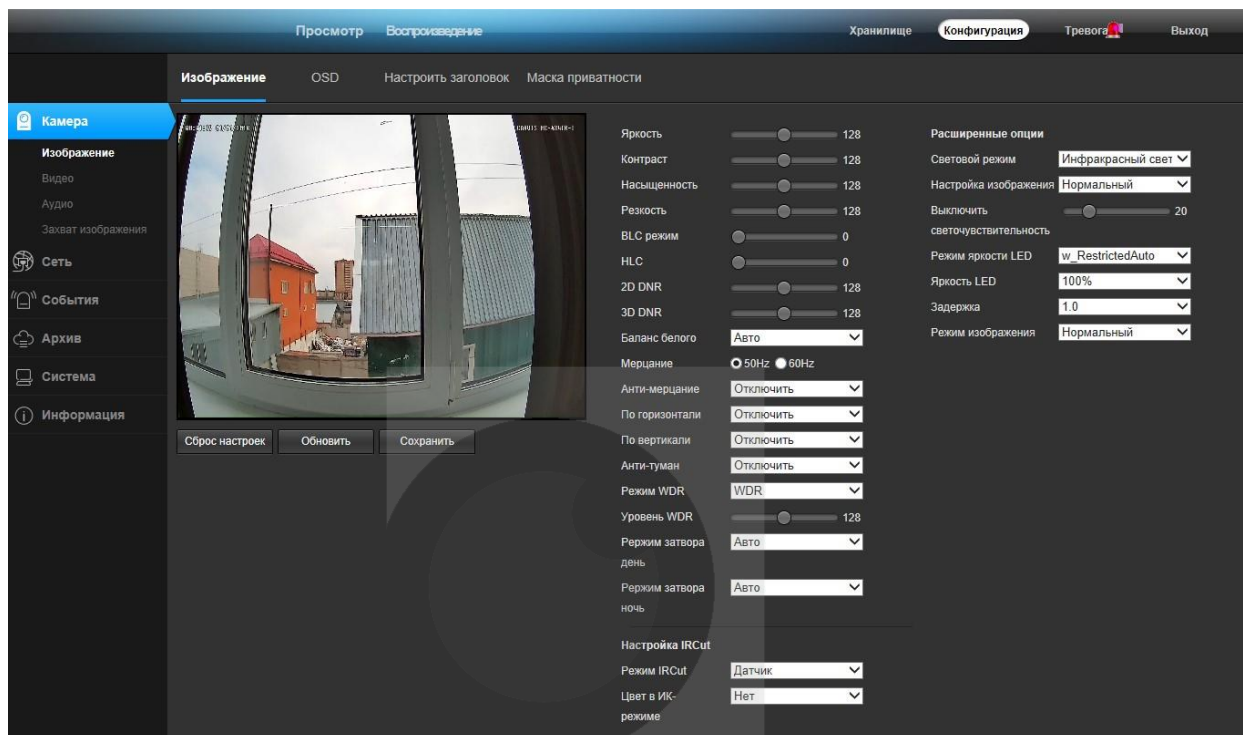 Просмотр Воспроизведение Хранилище Конфигурация Тревога Выход
Изображение OSD Настроить заголовок Маска приватности
Камера
Изображение
Видео
Аудио
Захват изображения
Сеть
События
Архив
Система
Информация
Сброс настроек Обновить Сохранить
Яркость 128
Контраст 128
Насыщенность 128
Резкость 128
BLC режим 0
HLC 0
2D DNR 128
3D DNR 128
Баланс белого Авто
Мерцание 50Hz 60Hz
Анти-мерцание Отключить
По горизонтали Отключить
По вертикали Отключить
Анти-туман Отключить
Режим WDR WDR
Уровень WDR 128
Рержим затвора Авто
день
Рержим затвора Авто
ночь
Настройка IRCut
Режим IRCut Датчик
Цвет в ИК- Нет
режиме
Расширенные опции
Световой режим Инфракрасный свет
Настройка изображения Нормальный
Выключить 20
светочувствительность
Режим яркости LED w_RestrictedAuto
Яркость LED 100%
Задержка 1.0
Режим изображения Нормальный